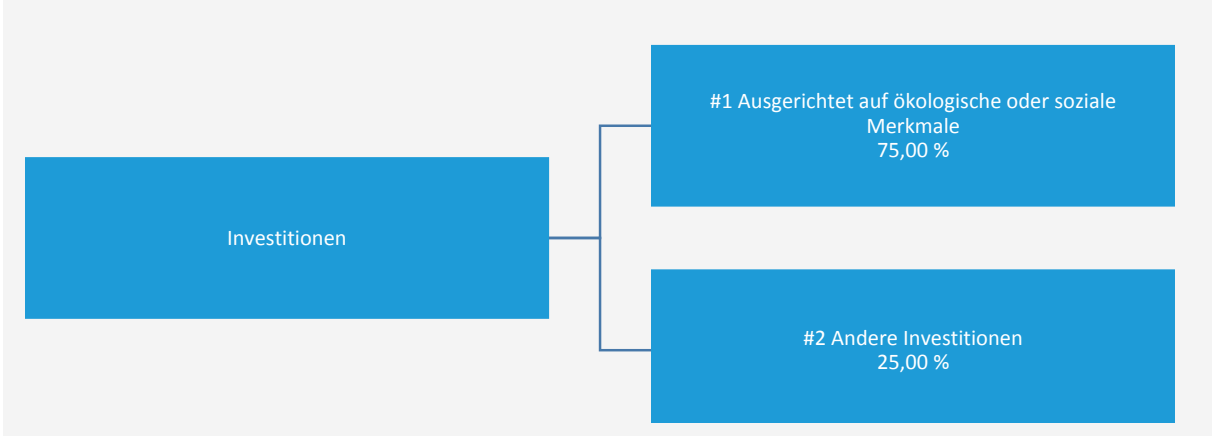 #1 Ausgerichtet auf ökologische oder soziale
Merkmale
75,00 %
Investitionen
#2 Andere Investitionen
25,00 %